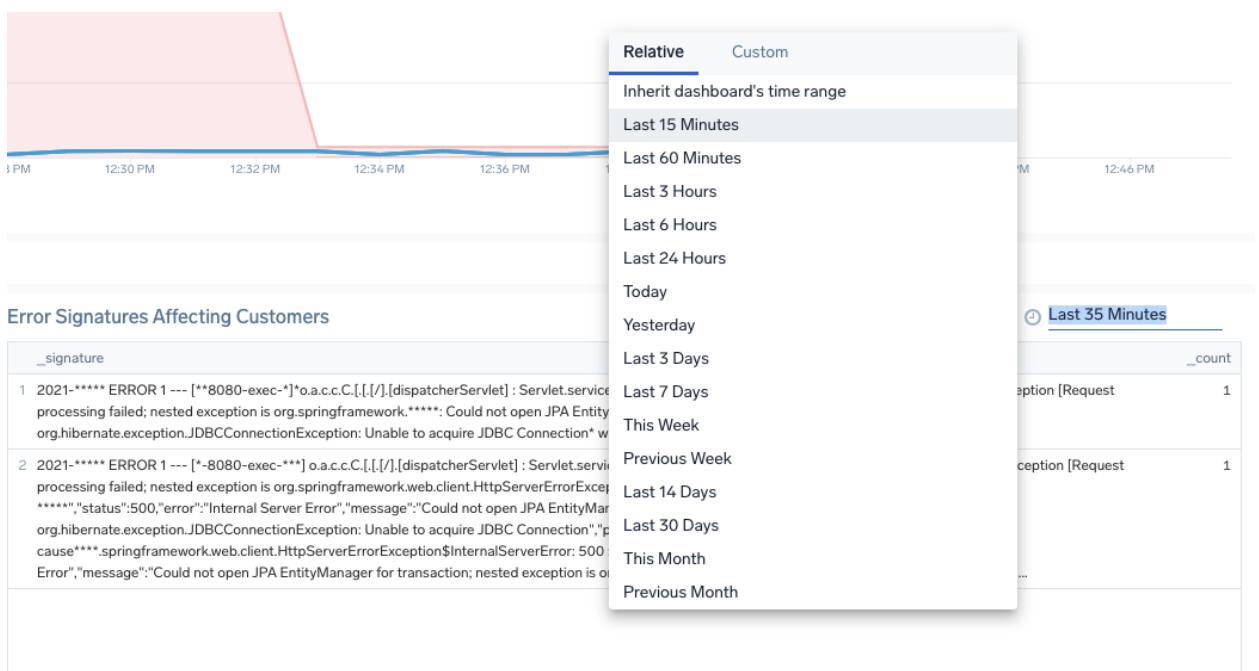 Relative Custom
Inherit dashboard's time range
Last 15 Minutes
Last 60 Minutes
Last 3 Hours
Last 6 Hours
Last 24 Hours
Today
Yesterday
Last 3 Days
Last 7 Days
This Week
Previous Week
Last 14 Days
Last 30 Days
This Month
Previous Month
PM 12:30 PM 12:32 PM 12:34 PM 12:36 PM 12:46 PM
Error Signatures Affecting Customers
Last 35 Minutes
_signature _count
1 2021-***** ERROR 1 --- [**8080-exec-*]*o.a.c.c.C.[.[.[/].[dispatcherServlet] : Servlet.service ption [Request 1
processing failed; nested exception is org.springframework.*****: Could not open JPA Entity
org.hibernate.exception.JDBCConnectionException: Unable to acquire JDBC Connection* w
2 2021-***** ERROR 1 --- [*-8080-exec-***] o.a.c.c.C.[.[.[/].[dispatcherServlet] : Servlet.servi ception [Request 1
processing failed; nested exception is org.springframework.web.client.HttpServerErrorExcep
*****","status":500,"error":"Internal Server Error","message":"Could not open JPA EntityMan
org.hibernate.exception.JDBCConnectionException: Unable to acquire JDBC Connection","p
cause****.springframework.web.client.HttpServerErrorException$InternalServerError: 500
Error","message":"Could not open JPA EntityManager for transaction; nested exception is o ...